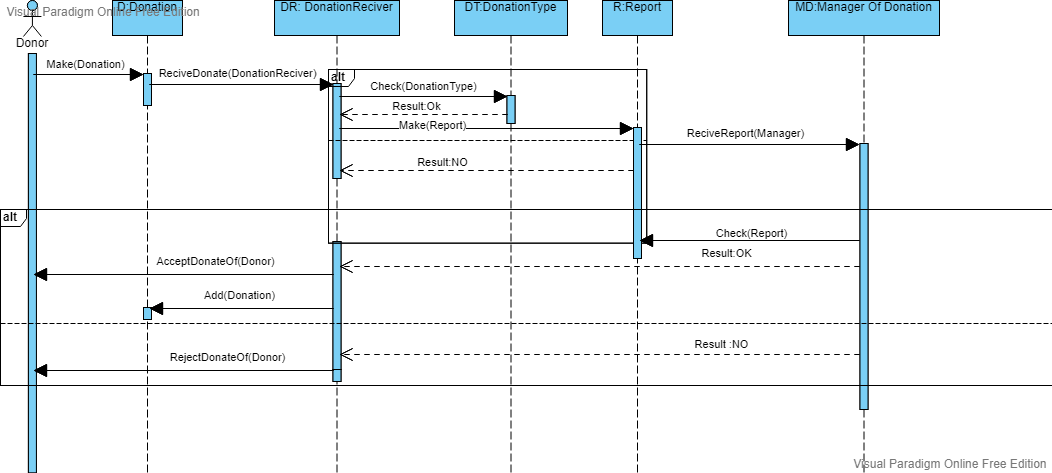 Visual Paradigm Online Free Edition
D:Donation
DR: DonationReciver
DT:DonationType
R:Report
MD:Manager Of Donation
Donor
Make(Donation)
ReciveDonate(DonationReciver)
alt
Check(DonationType)
Result:Ok
Make(Report)
ReciveReport(Manager)
Result:NO
alt
Check(Report)
Result:OK
AcceptDonateOf(Donor)
Add(Donation)
Result :NO
RejectDonateOf(Donor)
Visual Paradigm Online Free Edition